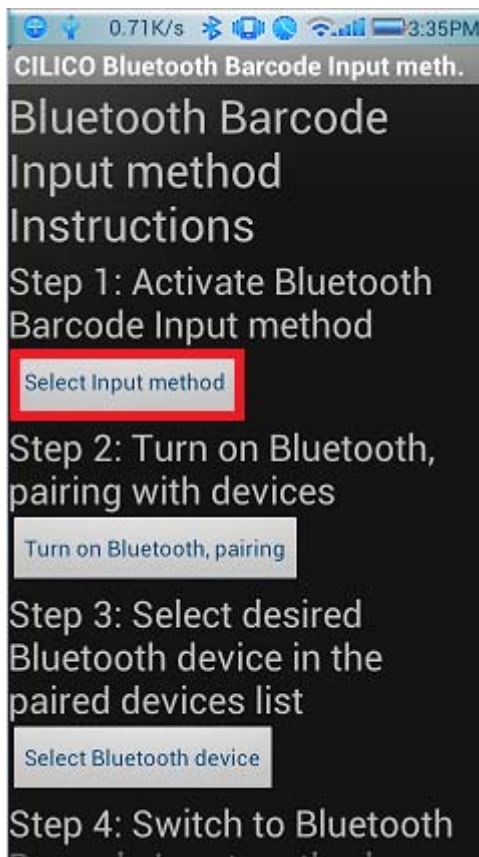 0.71K/s 3:35PM
CILICO Bluetooth Barcode Input meth.
Bluetooth Barcode
Input method
Instructions
Step 1: Activate Bluetooth
Barcode Input method
Select Input method
Step 2: Turn on Bluetooth,
pairing with devices
Turn on Bluetooth, pairing
Step 3: Select desired
Bluetooth device in the
paired devices list
Select Bluetooth device
Step 4: Switch to Bluetooth